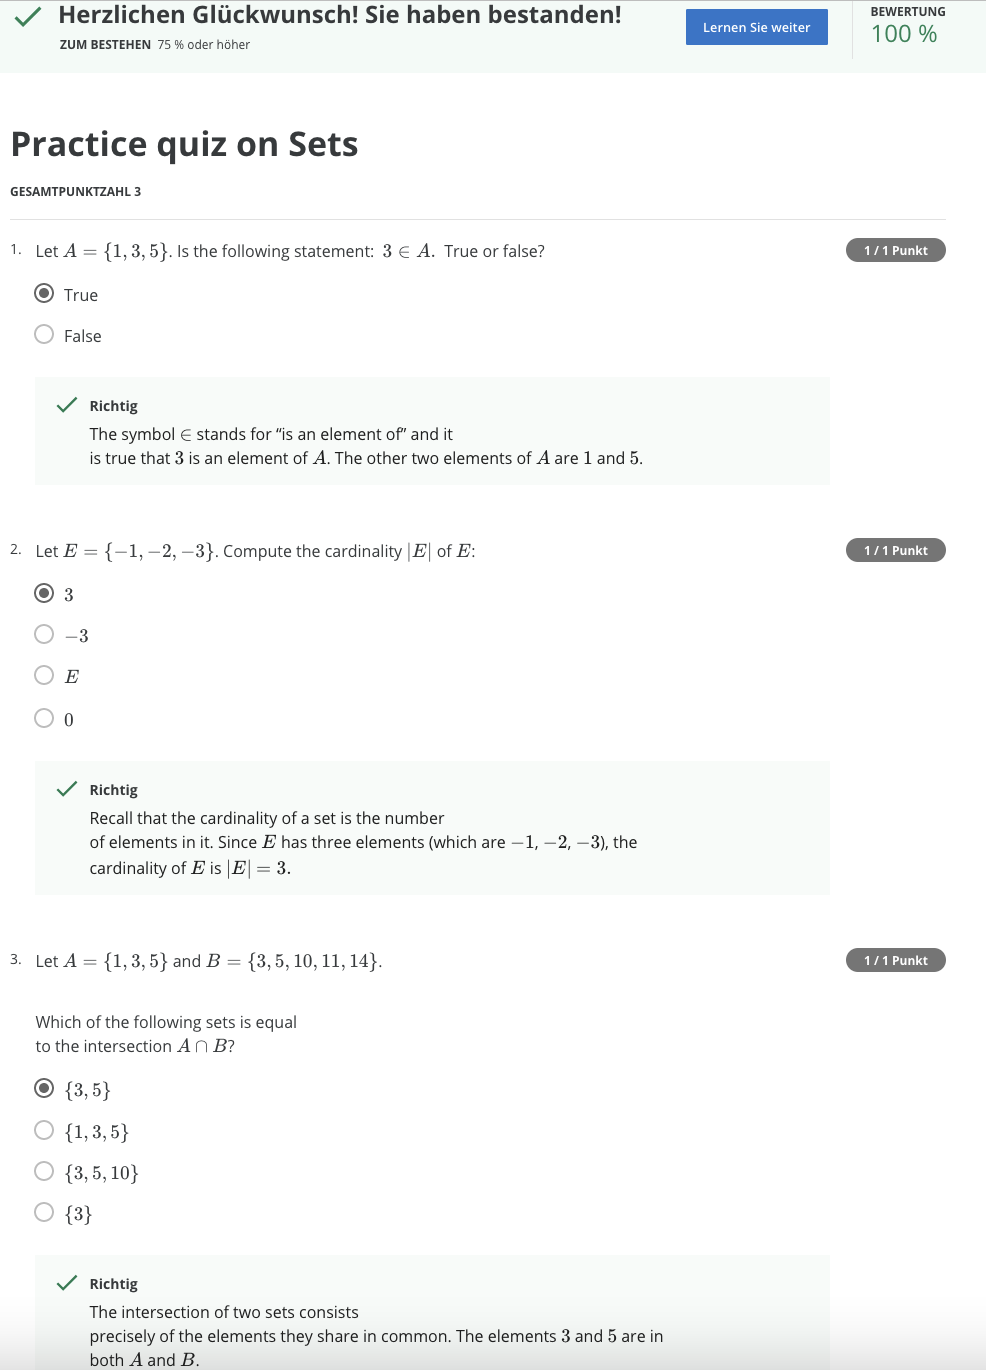 Herzlichen Glückwunsch! Sie haben bestanden!
ZUM BESTEHEN 75 % oder höher
Lernen Sie weiter
BEWERTUNG
100 %
Practice quiz on Sets
GESAMTPUNKTZAHL 3
1. Let A = {1, 3, 5}. Is the following statement: 3 ∈ A. True or false?
1 / 1 Punkt
True
False
Richtig
The symbol ∈ stands for “is an element of” and it
is true that 3 is an element of A. The other two elements of A are 1 and 5.
2. Let E = {−1, −2, −3}. Compute the cardinality |E| of E:
1 / 1 Punkt
3
−3
E
0
Richtig
Recall that the cardinality of a set is the number
of elements in it. Since E has three elements (which are −1, −2, −3), the
cardinality of E is |E| = 3.
3. Let A = {1, 3, 5} and B = {3, 5, 10, 11, 14}.
1 / 1 Punkt
Which of the following sets is equal
to the intersection A ∩ B?
{3, 5}
{1, 3, 5}
{3, 5, 10}
{3}
Richtig
The intersection of two sets consists
precisely of the elements they share in common. The elements 3 and 5 are in
both A and B.